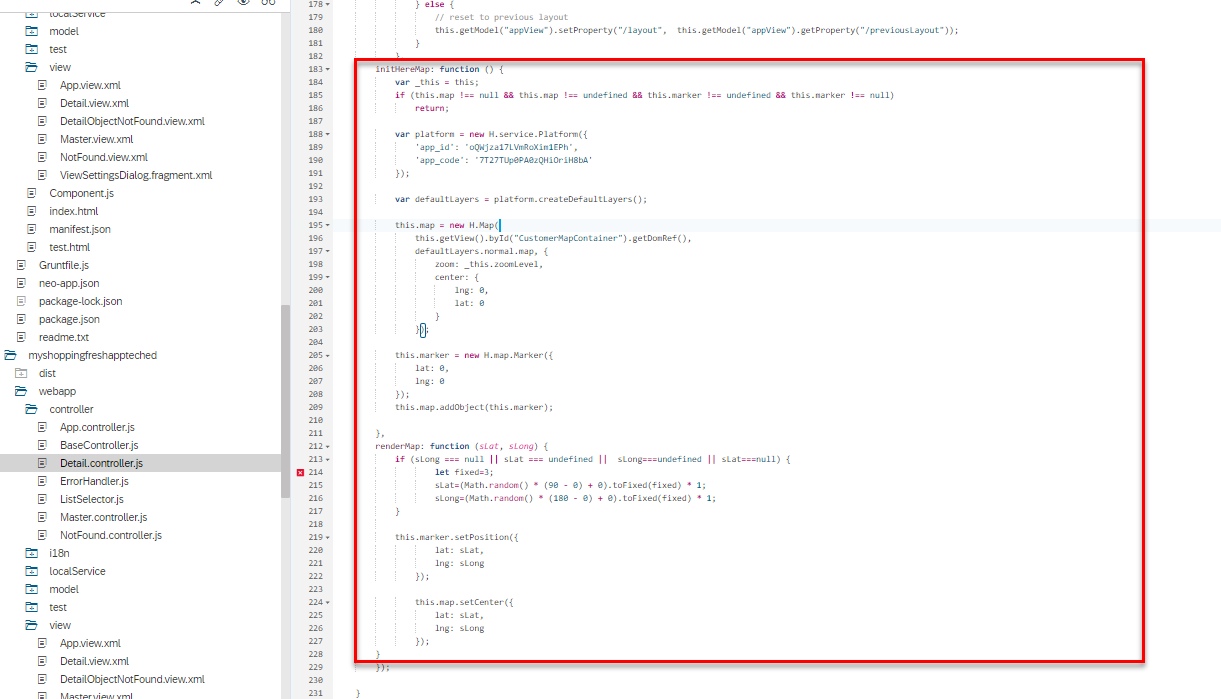 localService
model
test
view
App.view.xml
Detail.view.xml
DetailObjectNotFound.view.xml
Master.view.xml
NotFound.view.xml
ViewSettingsDialog.fragment.xml
Component.js
index.html
manifest.json
test.html
Gruntfile.js
neo-app.json
package-lock.json
package.json
readme.txt
myshoppingfreshappteched
dist
webapp
controller
App.controller.js
BaseController.js
Detail.controller.js
ErrorHandler.js
ListSelector.js
Master.controller.js
NotFound.controller.js
i18n
localService
model
test
view
App.view.xml
Detail.view.xml
DetailObjectNotFound.view.xml
Master.view.xml
178 } else {
179 // reset to previous layout
180 this.getModel("appView").setProperty("/layout",  this.getModel("appView").getProperty("/previousLayout"));
181 }
182 }
183 initHereMap: function () {
184 var _this = this;
185 if (this.map !== null && this.map !== undefined && this.marker !== undefined && this.marker !== null)
186 return;
187
188 var platform = new H.service.Platform({
189 'app_id': 'oQWjza17LVmRoXim1EPh',
190 'app_code': '7T27TUp0PA0zQHiOriH8bA'
191 });
192
193 var defaultLayers = platform.createDefaultLayers();
194
195 this.map = new H.Map(
196 this.getView().byId("CustomerMapContainer").getDomRef(),
197 defaultLayers.normal.map, {
198 zoom: _this.zoomLevel,
199 center: {
200 lng: 0,
201 lat: 0
202 }
203 });
204
205 this.marker = new H.map.Marker({
206 lat: 0,
207 lng: 0
208 });
209 this.map.addObject(this.marker);
210
211 },
212 renderMap: function (sLat, sLong) {
213 if (sLong === null || sLat === undefined ||  sLong===undefined || sLat===null) {
214 let fixed=3;
215 sLat=(Math.random() * (90 - 0) + 0).toFixed(fixed) * 1;
216 sLong=(Math.random() * (180 - 0) + 0).toFixed(fixed) * 1;
217 }
218
219 this.marker.setPosition({
220 lat: sLat,
221 lng: sLong
222 });
223
224 this.map.setCenter({
225 lat: sLat,
226 lng: sLong
227 });
228 }
229 });
230
231 }